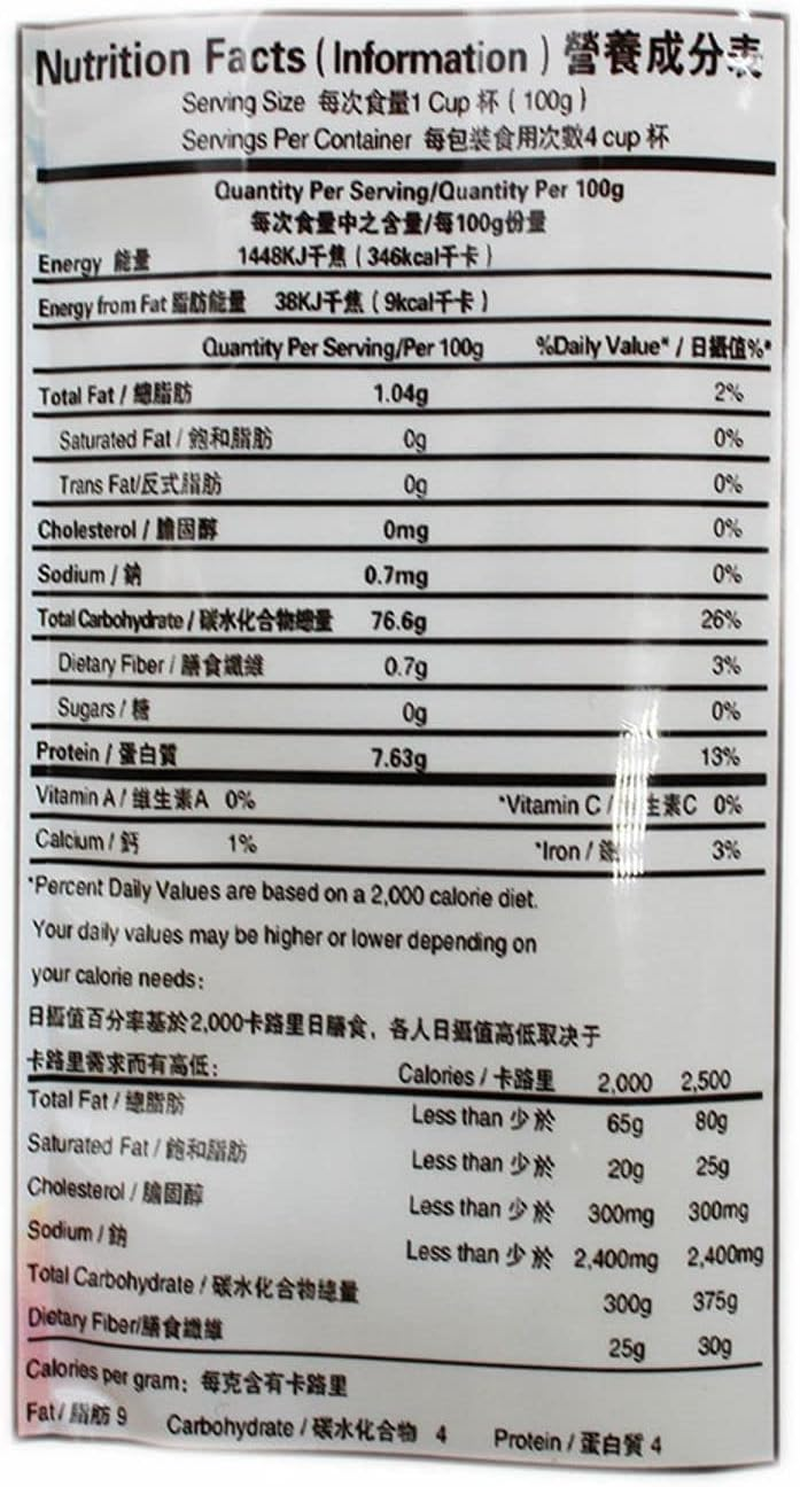 Nutrition Facts ( Information ) 營養成分表
Serving Size 每次食量1 Cup 杯 ( 100g )
Servings Per Container 每包裝食用次數4 cup 杯
Quantity Per Serving/Quantity Per 100g
每次食量中之含量/每100g份量
Energy 能量 1448KJ千焦 ( 346kcal千卡 )
Energy from Fat 脂肪能量 38KJ千焦 ( 9kcal千卡 )
Quantity Per Serving/Per 100g %Daily Value* / 日攝值%*
Total Fat / 總脂肪 1.04g 2%
Saturated Fat / 飽和脂肪 0g 0%
Trans Fat/反式脂肪 0g 0%
Cholesterol / 膽固醇 0mg 0%
Sodium / 鈉 0.7mg 0%
Total Carbohydrate / 碳水化合物總量 76.6g 26%
Dietary Fiber / 膳食纖維 0.7g 3%
Sugars / 糖 0g 0%
Protein / 蛋白質 7.63g 13%
Vitamin A / 维生素A 0% *Vitamin C / 生素C 0%
Calcium / 鈣 1% *Iron / 3%
*Percent Daily Values are based on a 2,000 calorie diet.
Your daily values may be higher or lower depending on
your calorie needs:
日攝值百分率基於2,000卡路里日膳食，各人日攝值高低取决于
卡路里需求而有高低: Calories / 卡路里 2,000 2,500
Total Fat / 總脂肪 Less than 少於 65g 80g
Saturated Fat / 飽和脂肪 Less than 少於 20g 25g
Cholesterol / 膽固醇 Less than 少於 300mg 300mg
Sodium / 鈉 Less than 少於 2,400mg 2,400mg
Total Carbohydrate / 碳水化合物總量 300g 375g
Dietary Fiber/膳食纖維 25g 30g
Calories per gram: 每克含有卡路里
Fat / 脂肪 9 Carbohydrate / 碳水化合物 4 Protein / 蛋白質 4